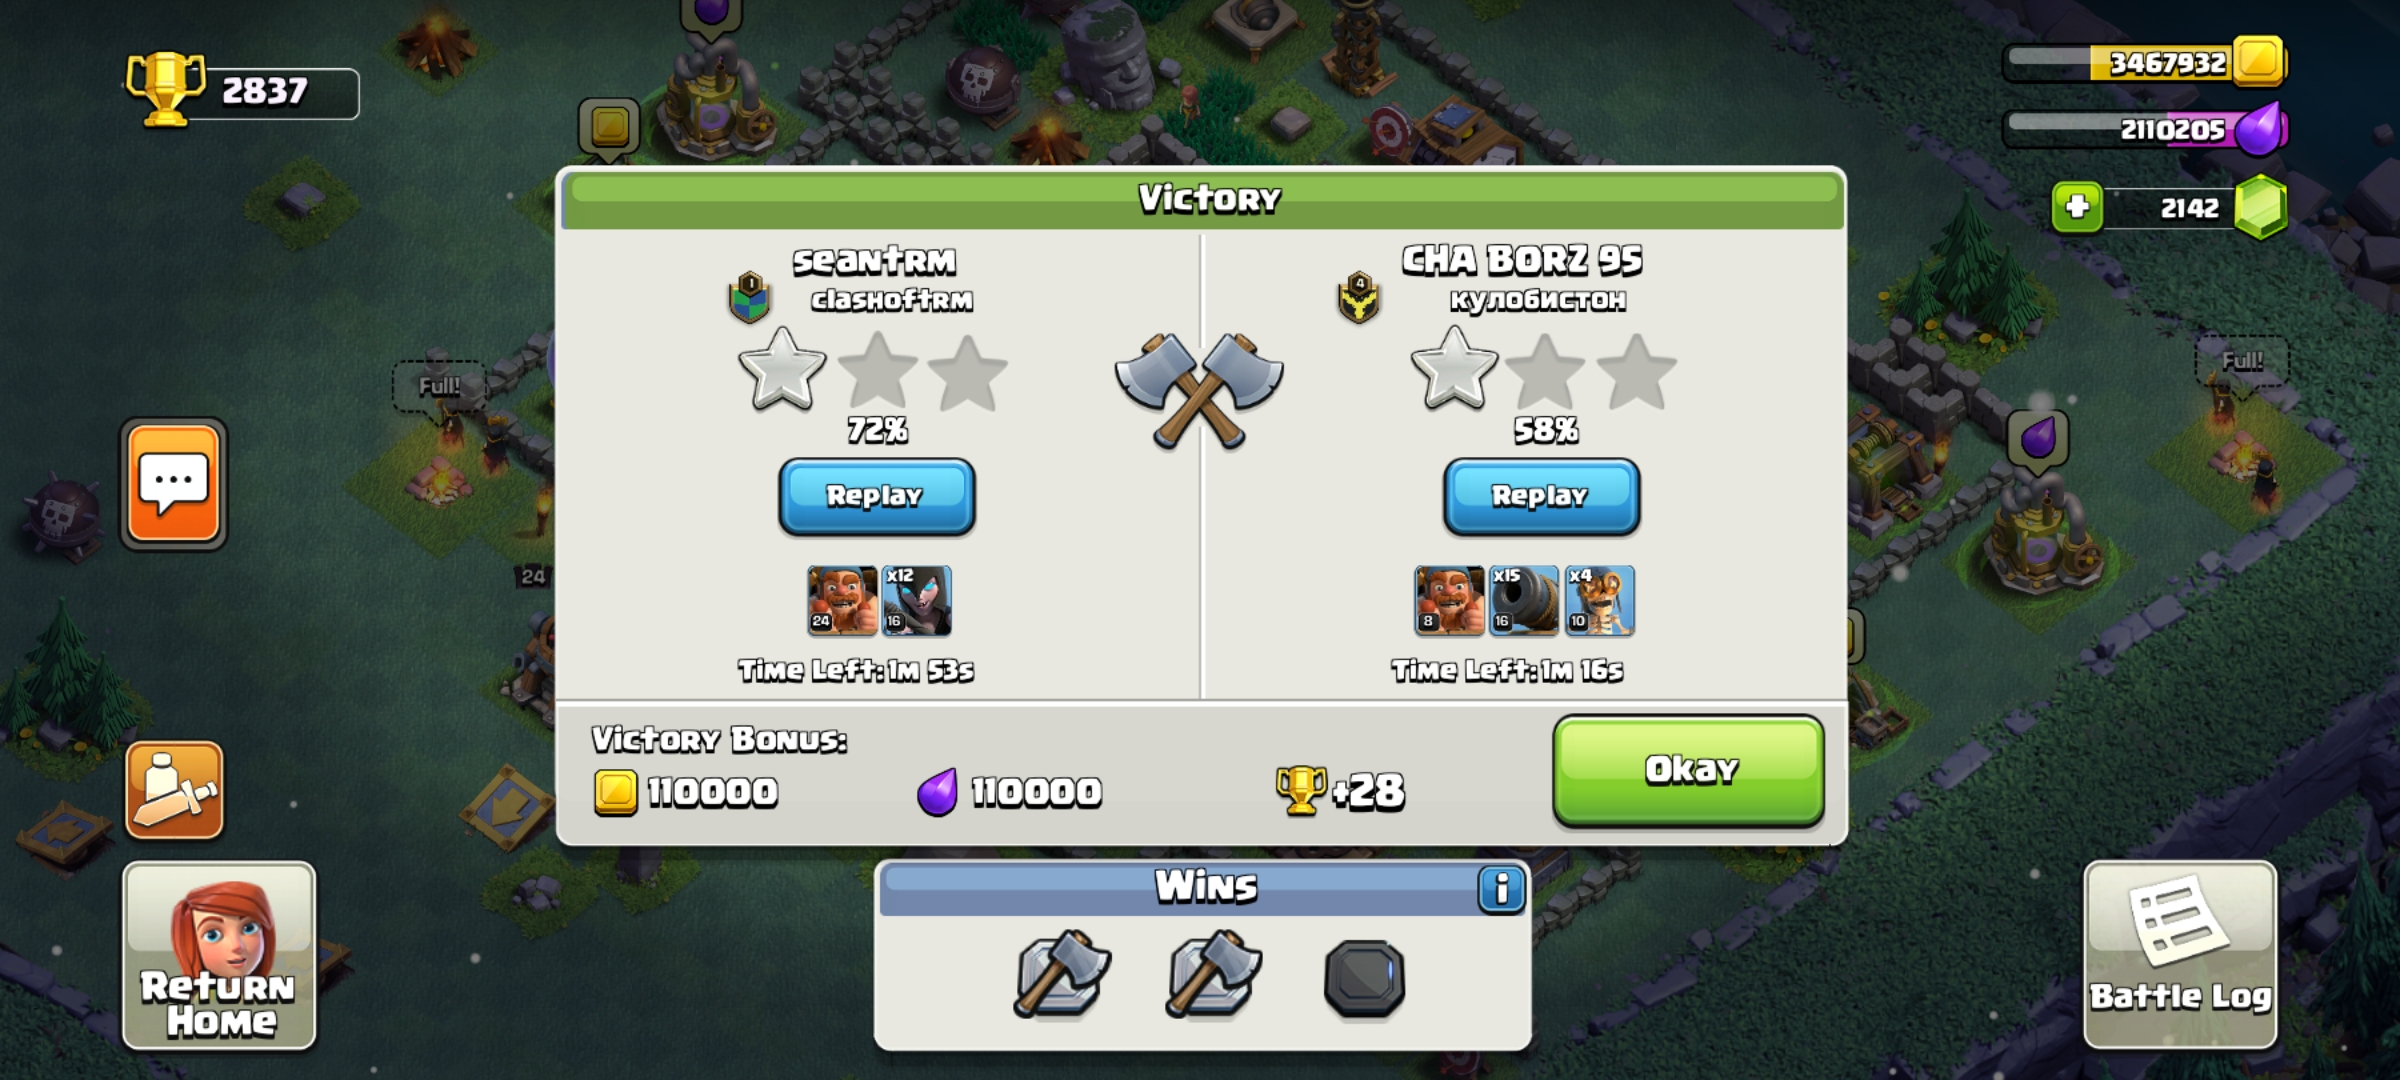 2837
3467932
2110205
2142
Victory
seantRM
clashoftRM
1
72%
Replay
24
x12
16
Time Left: 1m 53s
CHA BORZ 95
кулобистон
4
58%
Replay
8
x15
16
x4
10
Time Left: 1m 16s
Full!
Full!
24
Victory Bonus:
110000
110000
+28
Okay
Wins
i
Return
Home
Battle Log